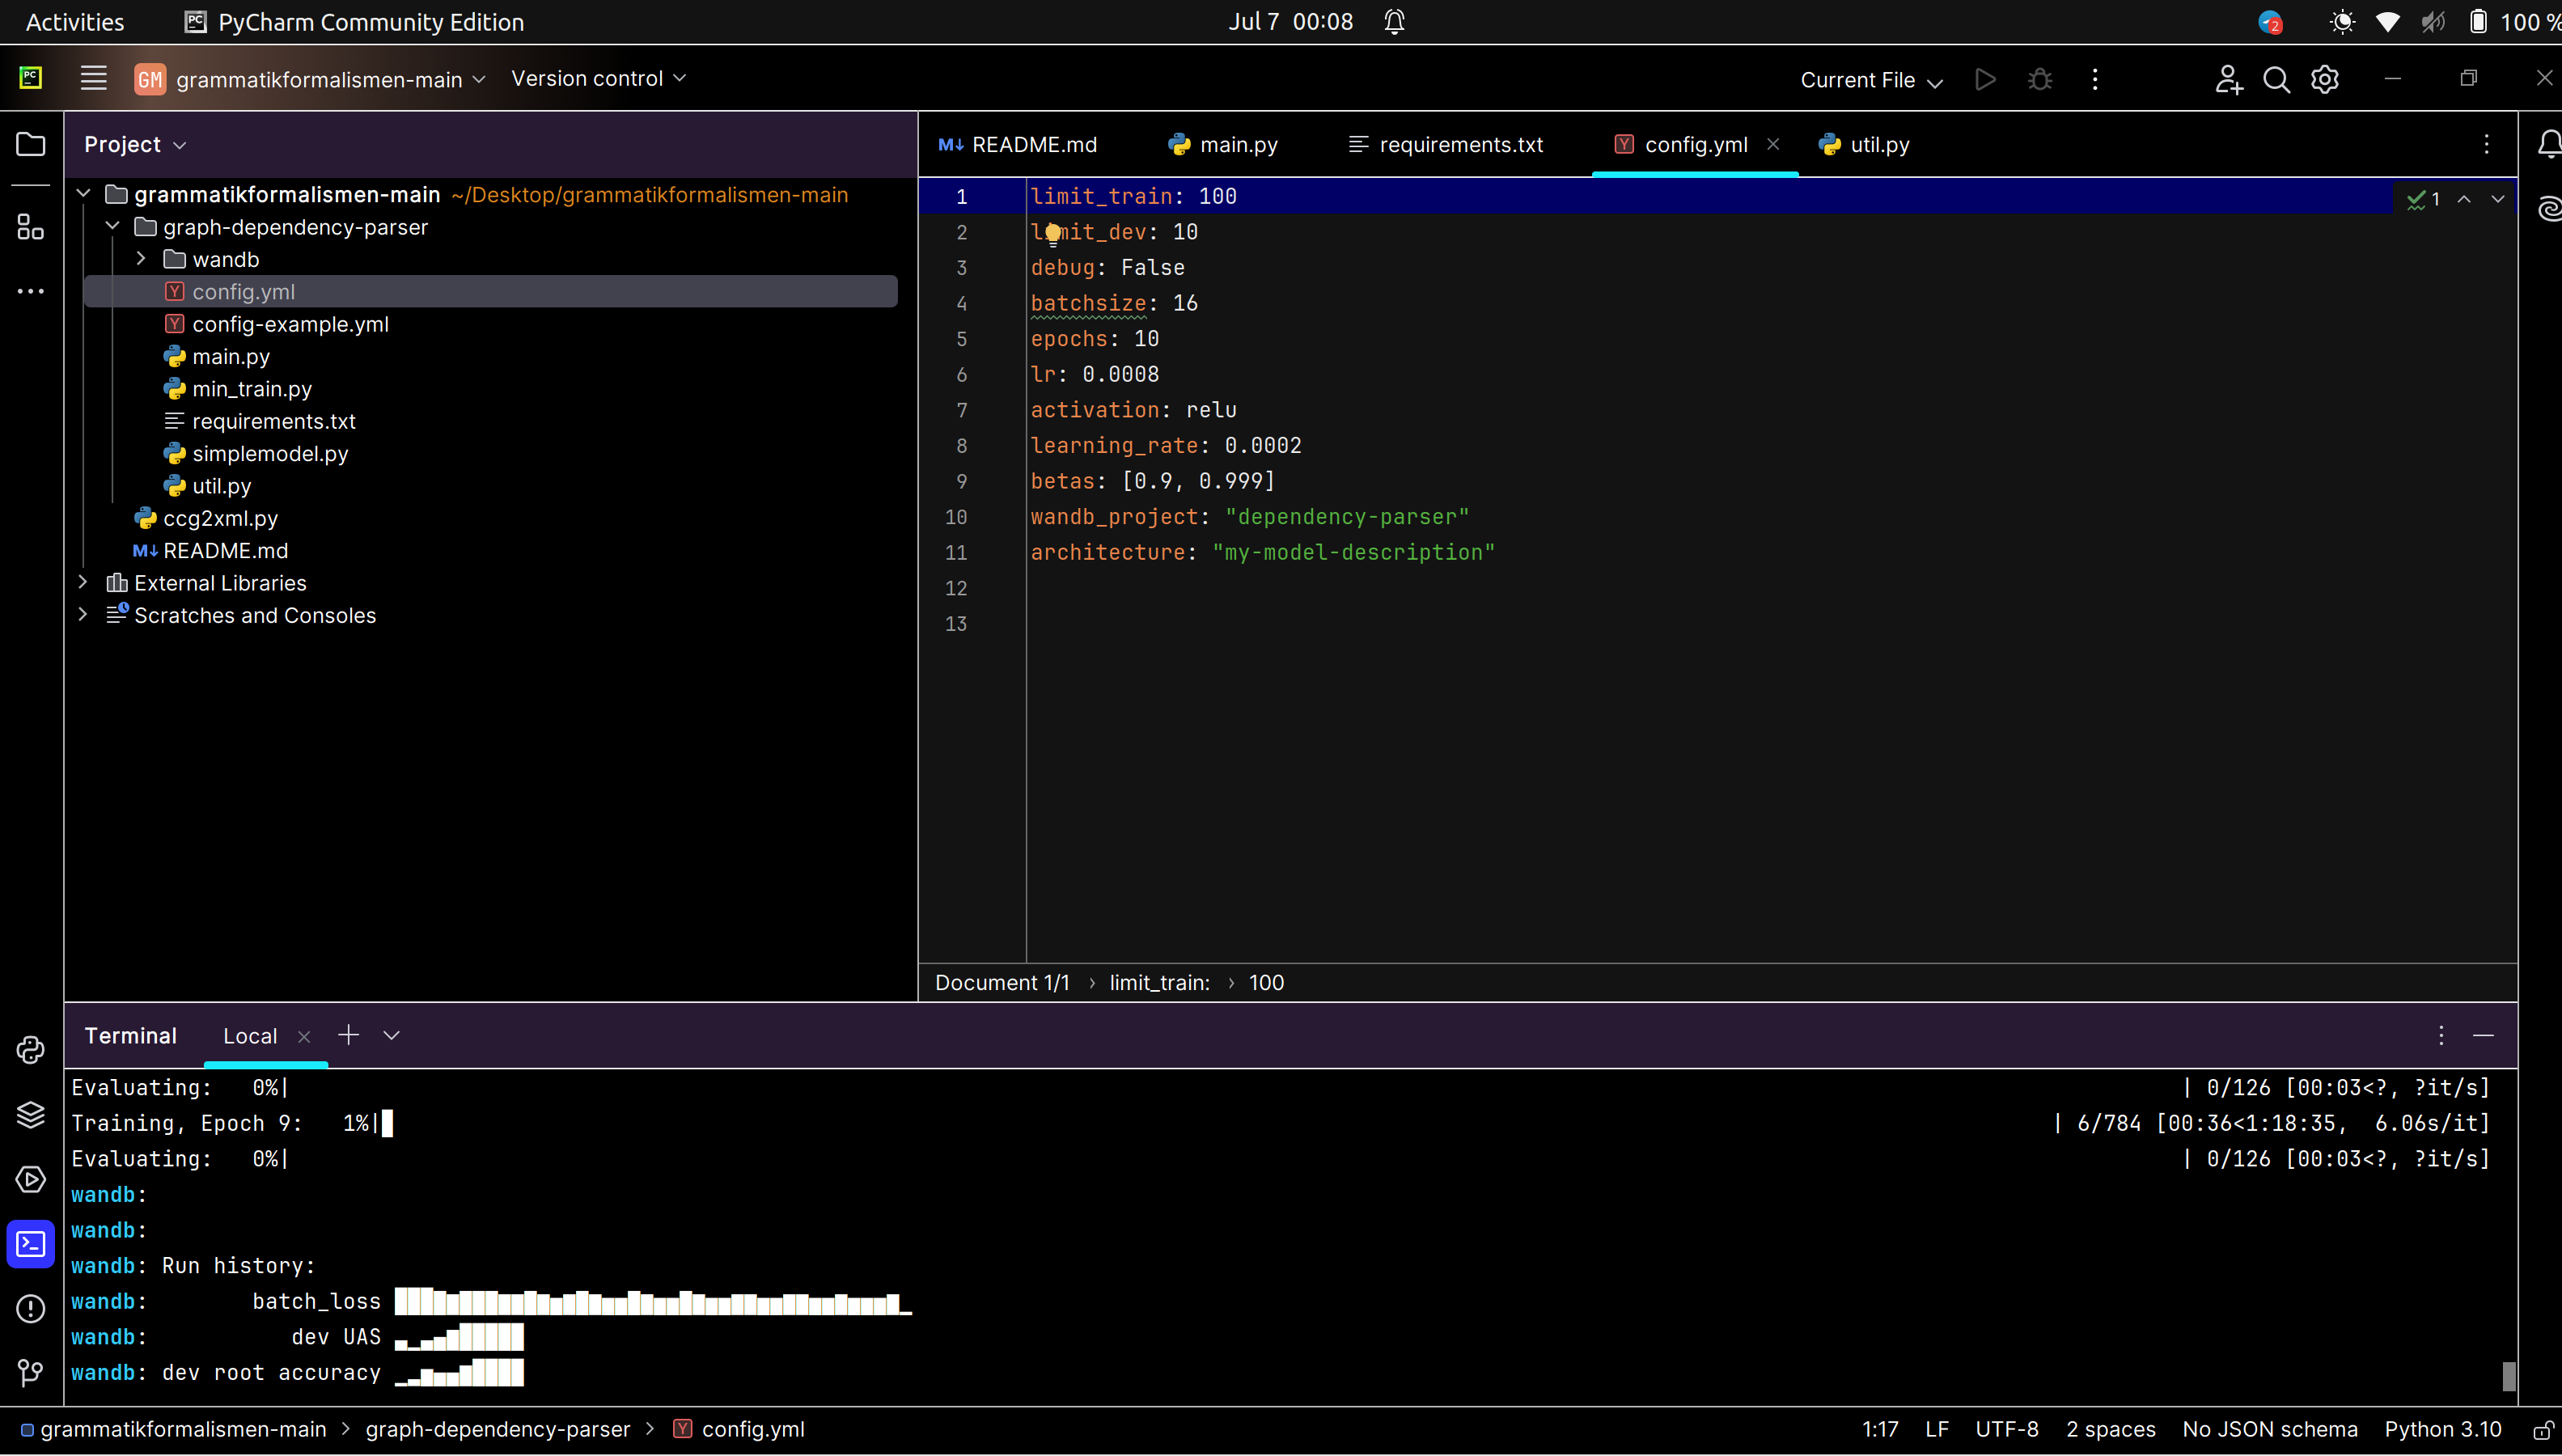 Activities PyCharm Community Edition Jul 7 00:08 2 100 %
PC GM grammatikformalismen-main Version control Current File
Project
README.md main.py requirements.txt config.yml util.py
grammatikformalismen-main ~/Desktop/grammatikformalismen-main
graph-dependency-parser
wandb
config.yml
config-example.yml
main.py
min_train.py
requirements.txt
simplemodel.py
util.py
ccg2xml.py
README.md
External Libraries
Scratches and Consoles
1 limit_train: 100 1
2 limit_dev: 10
3 debug: False
4 batchsize: 16
5 epochs: 10
6 lr: 0.0008
7 activation: relu
8 learning_rate: 0.0002
9 betas: [0.9, 0.999]
10 wandb_project: "dependency-parser"
11 architecture: "my-model-description"
12
13
Document 1/1 › limit_train: › 100
Terminal Local
Evaluating: 0%| | 0/126 [00:03<?, ?it/s]
Training, Epoch 9: 1%| | 6/784 [00:36<1:18:35, 6.06s/it]
Evaluating: 0%| | 0/126 [00:03<?, ?it/s]
wandb:
wandb:
wandb: Run history:
wandb: batch_loss
wandb: dev UAS
wandb: dev root accuracy
grammatikformalismen-main > graph-dependency-parser > config.yml 1:17 LF UTF-8 2 spaces No JSON schema Python 3.10